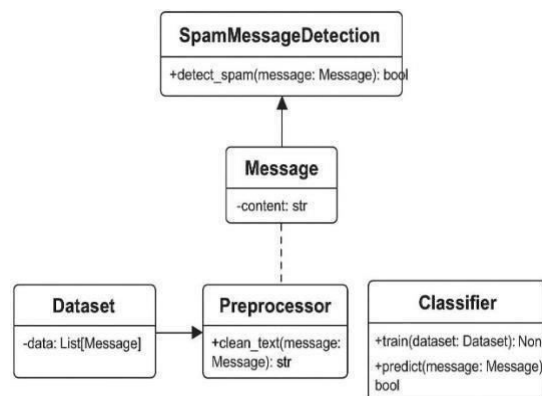 SpamMessageDetection
+detect_spam(message: Message): bool
Message
-content: str
Dataset
-data: List[Message]
Preprocessor
+clean_text(message:
Message): str
Classifier
+train(dataset: Dataset): Non
+predict(message: Message)
bool